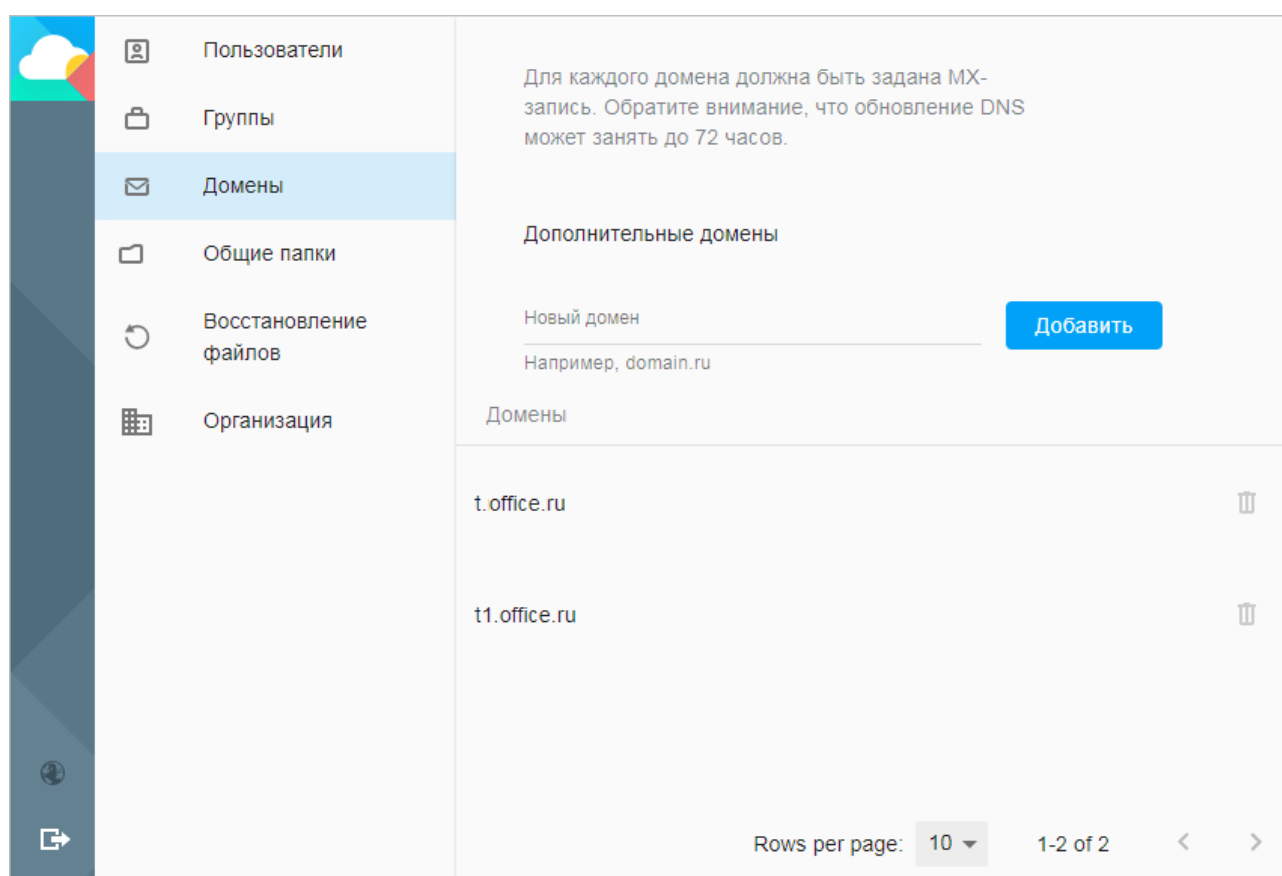 Пользователи
Группы
Домены
Общие папки
Восстановление
файлов
Организация
Для каждого домена должна быть задана MX-
запись. Обратите внимание, что обновление DNS
может занять до 72 часов.
Дополнительные домены
Новый домен
Добавить
Например, domain.ru
Домены
t.office.ru
t1.office.ru
Rows per page: 10 1-2 of 2